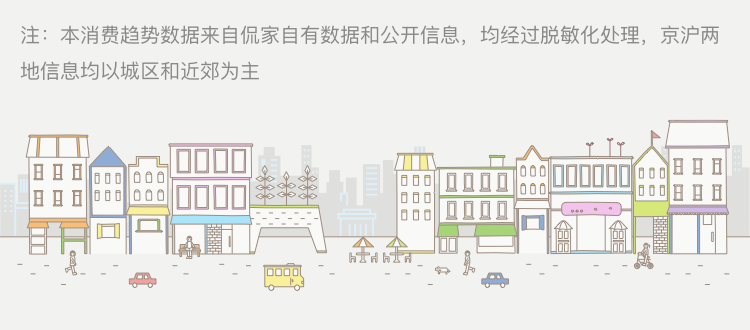 注：本消费趋势数据来自侃家自有数据和公开信息，均经过脱敏化处理，京沪两
地信息均以城区和近郊为主